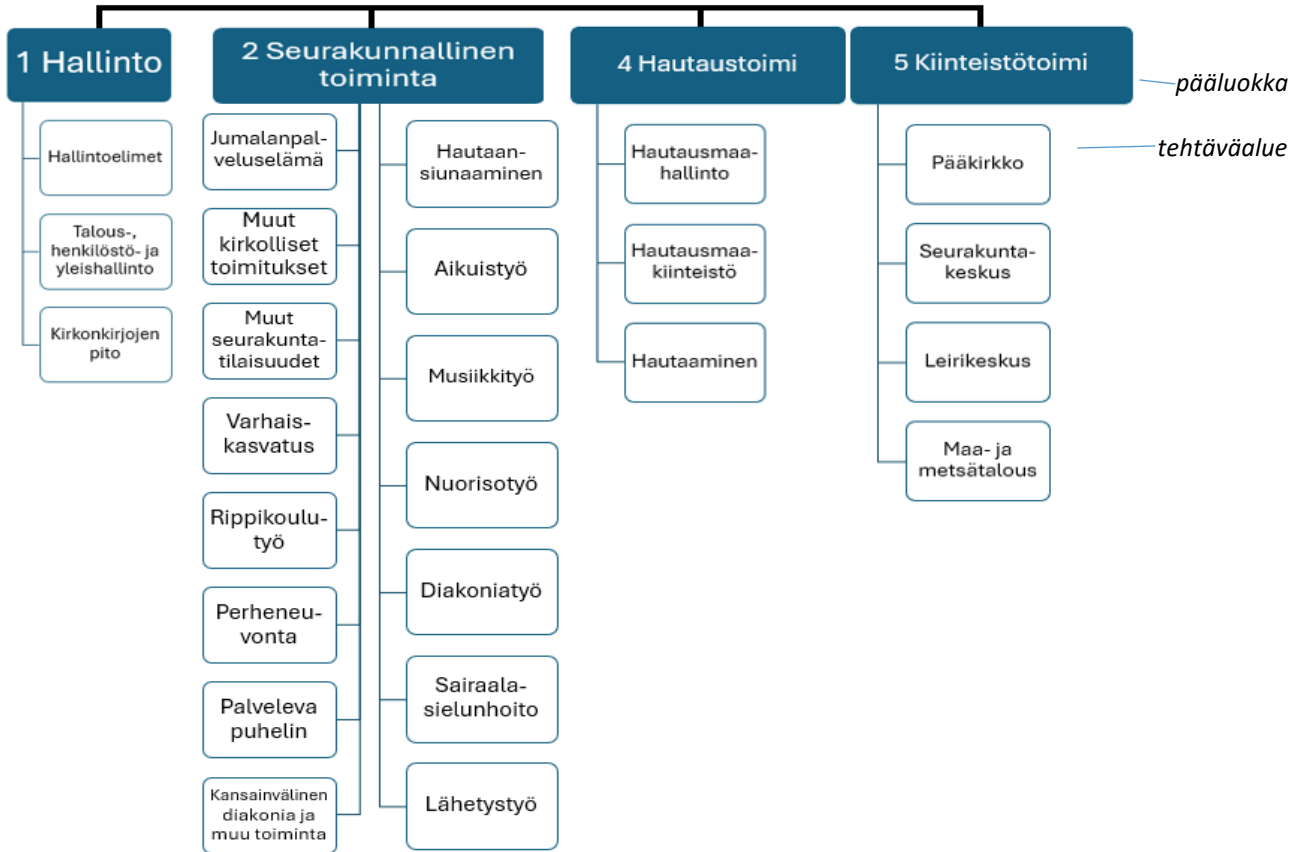 1 Hallinto
Hallintoelimet
Talous-,
henkilöstö- ja
yleishallinto
Kirkonkirjojen
pito
2 Seurakunnallinen
toiminta
Jumalanpal-
veluselämä
Muut
kirkolliset
toimitukset
Muut
seurakunta-
tilaisuudet
Varhais-
kasvatus
Rippikoulu-
työ
Perheneu-
vonta
Palveleva
puhelin
Kansainvälinen
diakonia ja
muu toiminta
Hautaan-
siunaaminen
Aikuistyö
Musiikkityö
Nuorisotyö
Diakoniatyö
Sairaala-
sielunhoito
Lähetystyö
4 Hautaustoimi
Hautausmaa-
hallinto
Hautausmaa-
kiinteistö
Hautaaminen
5 Kiinteistötoimi
Pääkirkko
Seurakunta-
keskus
Leirikeskus
Maa- ja
metsätalous
pääluokka
tehtäväalue